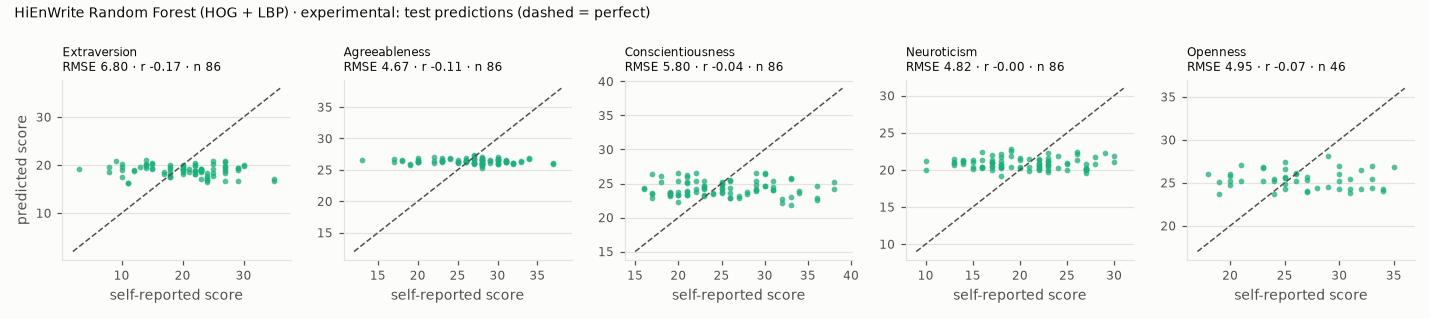 HiEnWrite Random Forest (HOG + LBP) · experimental: test predictions (dashed = perfect)
Extraversion
RMSE 6.80 · r -0.17 · n 86
Agreeableness
RMSE 4.67 · r -0.11 · n 86
Conscientiousness
RMSE 5.80 · r -0.04 · n 86
Neuroticism
RMSE 4.82 · r -0.00 · n 86
Openness
RMSE 4.95 · r -0.07 · n 46
predicted score
30
20
10
10 20 30
self-reported score
35
30
25
20
15
15 20 25 30 35
self-reported score
40
35
30
25
20
15
15 20 25 30 35 40
self-reported score
30
25
20
15
10
10 15 20 25 30
self-reported score
35
30
25
20
20 25 30 35
self-reported score